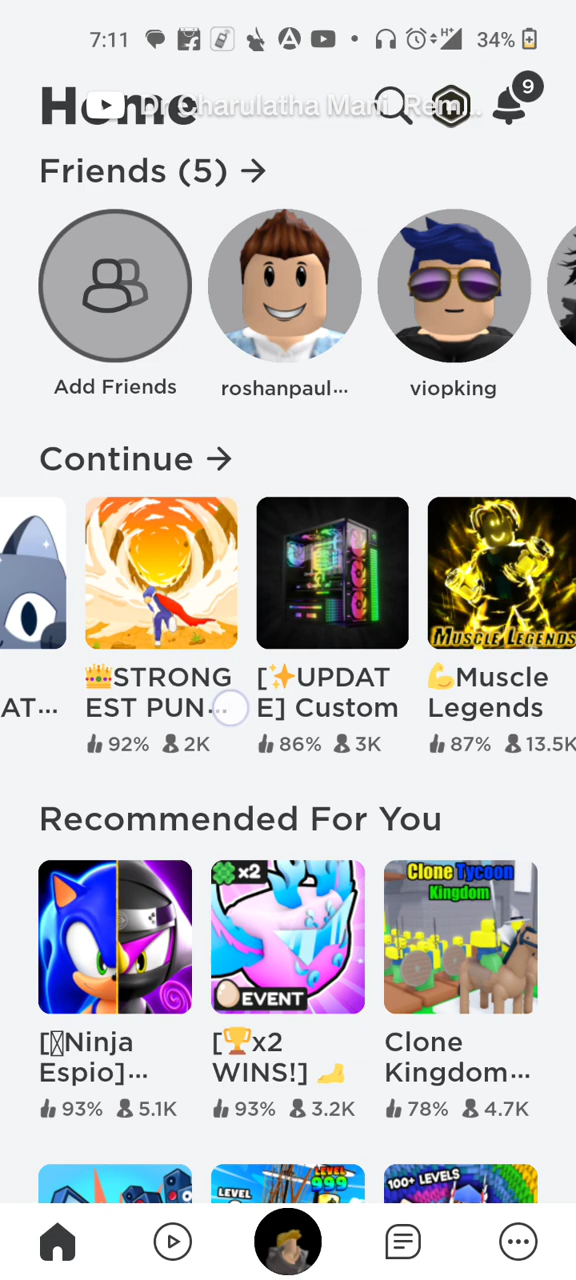 7:11 H+ 34%
Home
Dr Charulatha Mani Rem...
9
Friends (5) →
Add Friends roshanpaul... viopking
Continue →
MUSCLE LEGENDS
AT... 👑STRONG [✨UPDAT 💪Muscle
EST PUN... E] Custom Legends
92% 2K 86% 3K 87% 13.5K
Recommended For You
x2 Clone Tycoon
Kingdom
EVENT
[Ninja [🏆x2 Clone
Espio]... WINS!] 🦶 Kingdom...
93% 5.1K 93% 3.2K 78% 4.7K
LEVEL LEVEL 999 100+ LEVELS